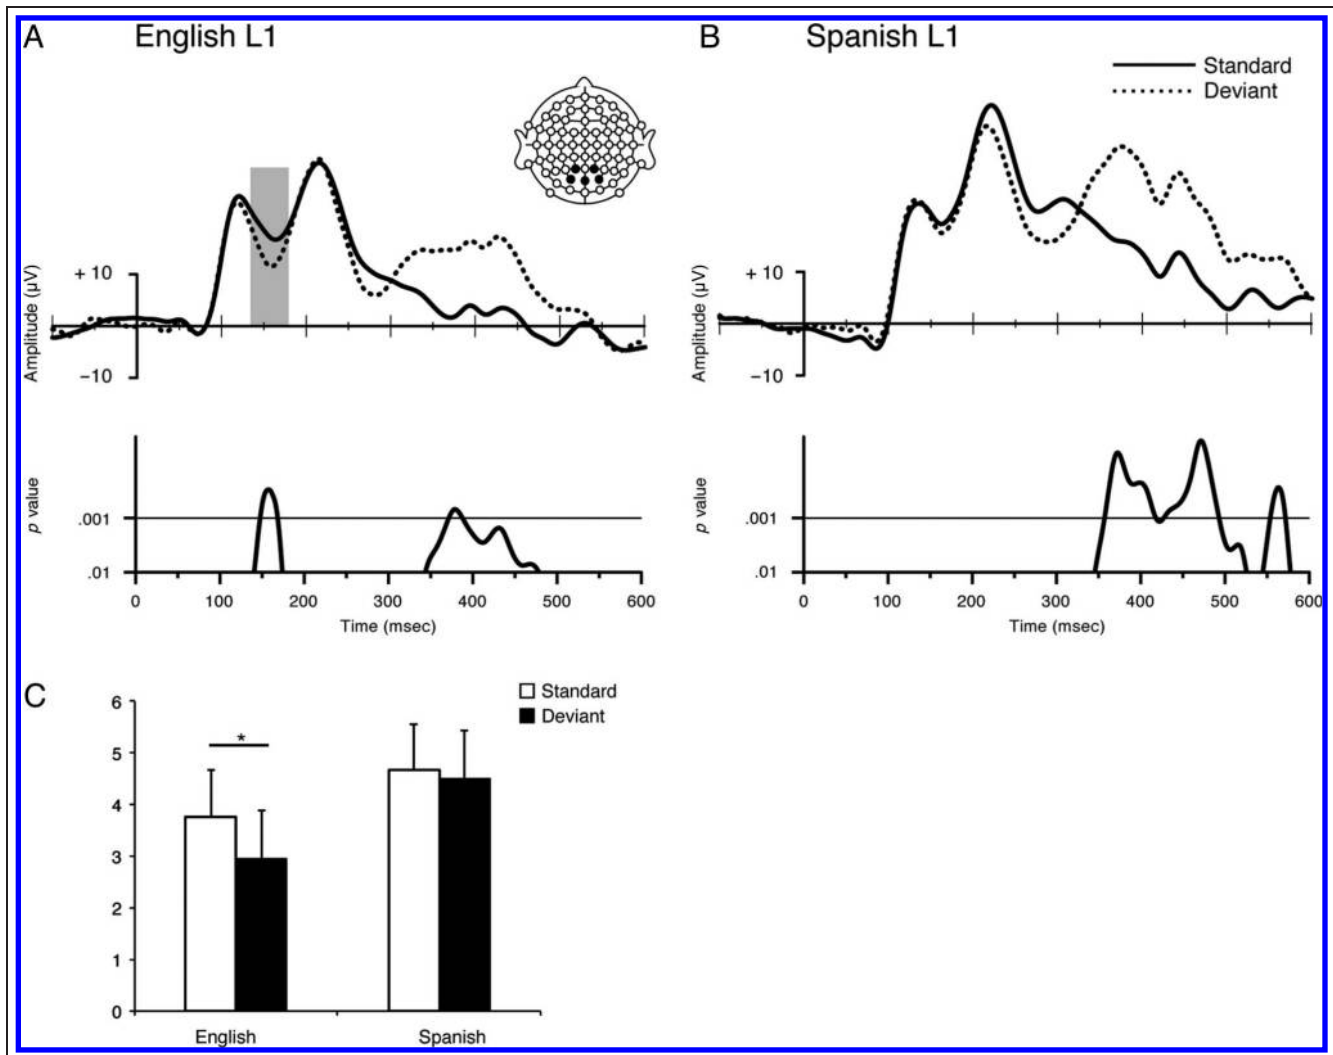 A English L1
B Spanish L1
Standard
Deviant
+ 10
Amplitude (µV)
−10
+ 10
Amplitude (µV)
−10
p value
.001
.01
0 100 200 300 400 500 600
Time (msec)
p value
.001
.01
0 100 200 300 400 500 600
Time (msec)
C
Standard
Deviant
6
5
*
4
3
2
1
0
English Spanish